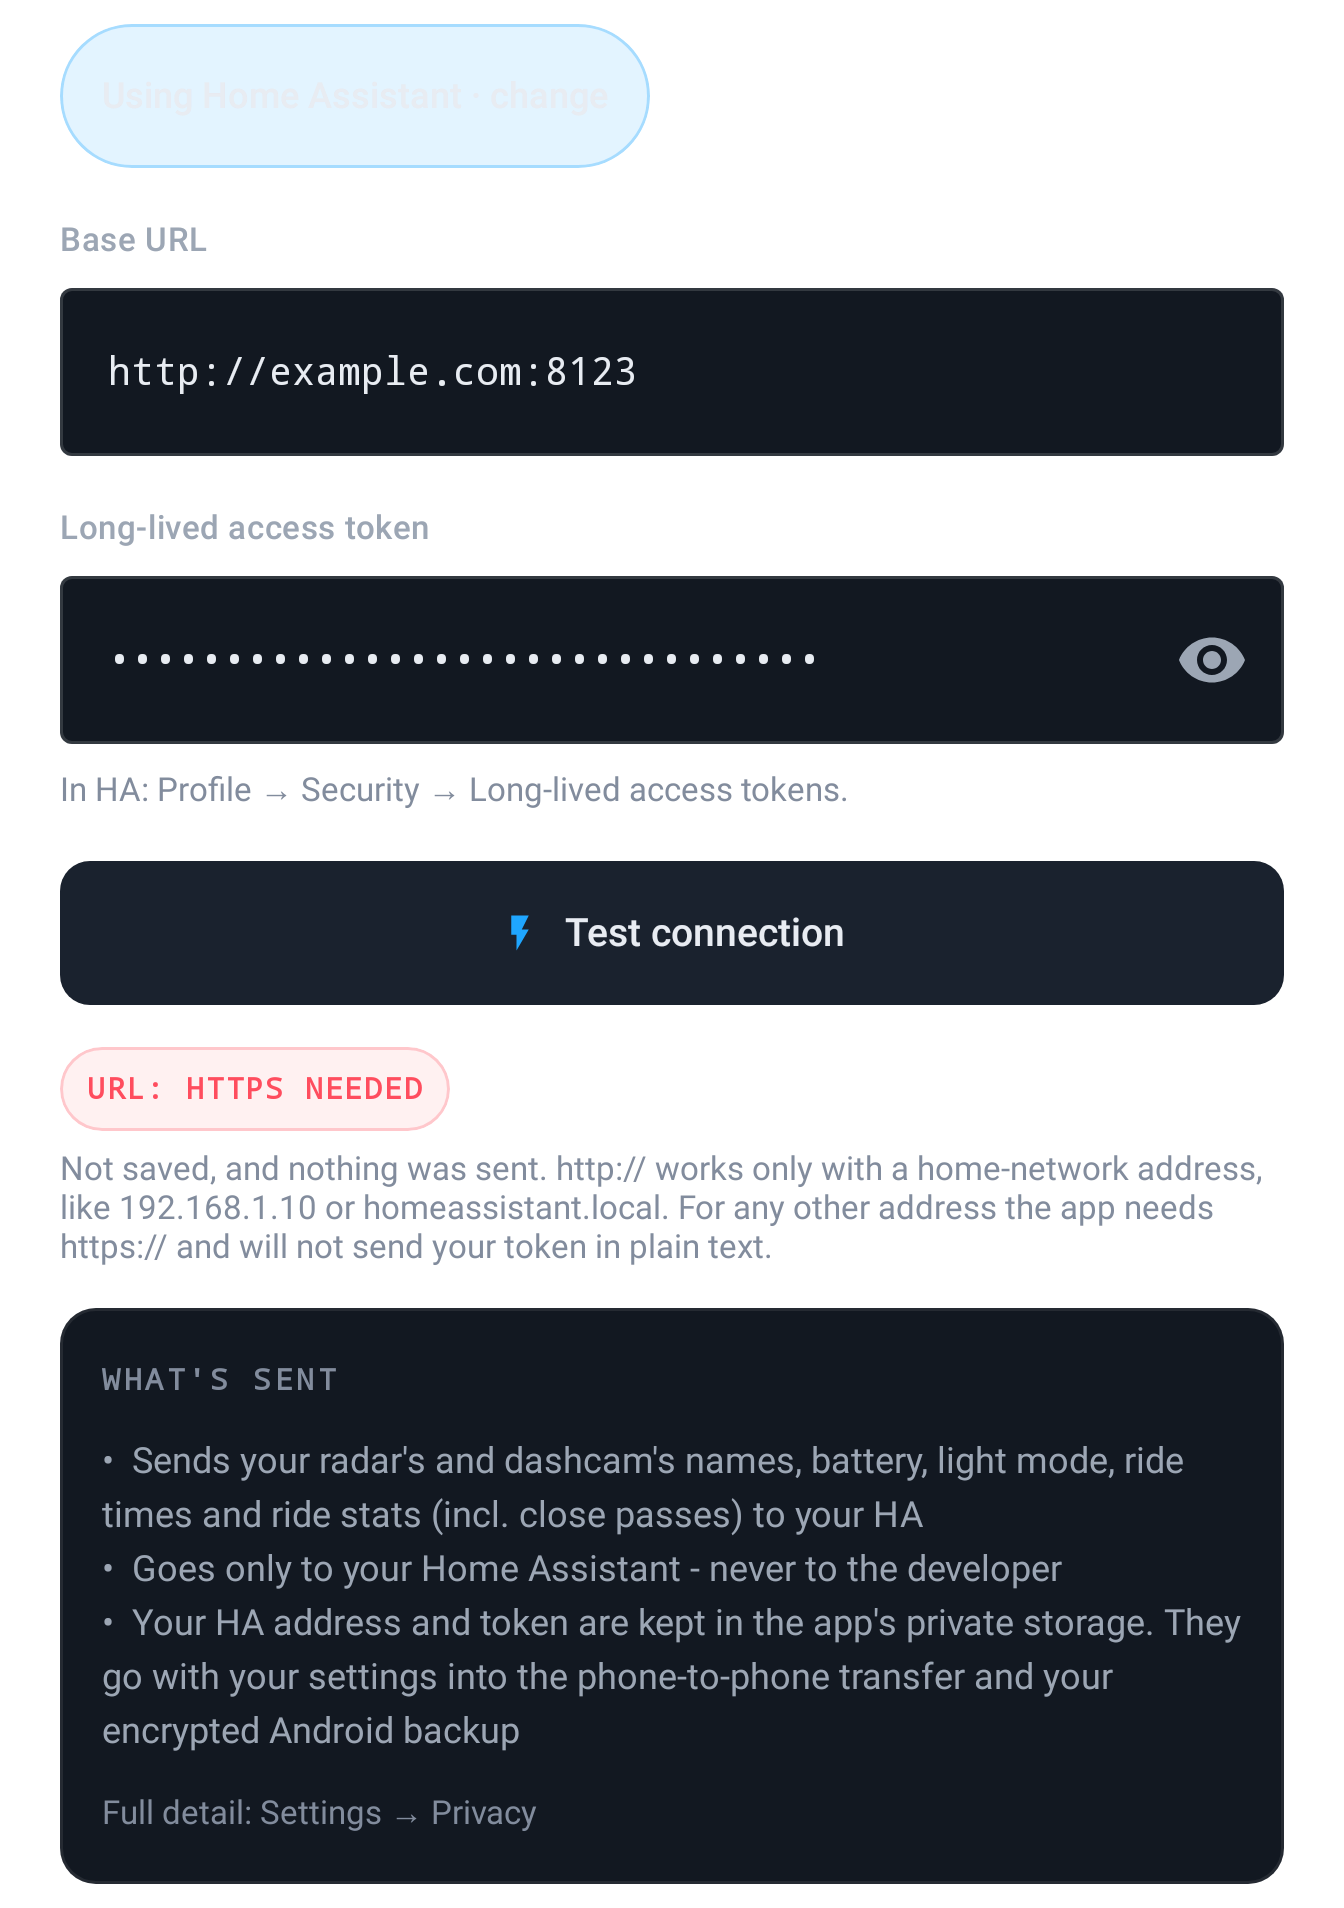 Using Home Assistant · change
Base URL
http://example.com:8123
Long-lived access token
•••••••••••••••••••••••••••••••
In HA: Profile → Security → Long-lived access tokens.
Test connection
URL: HTTPS NEEDED
Not saved, and nothing was sent. http:// works only with a home-network address,
like 192.168.1.10 or homeassistant.local. For any other address the app needs
https:// and will not send your token in plain text.
WHAT'S SENT
• Sends your radar's and dashcam's names, battery, light mode, ride
times and ride stats (incl. close passes) to your HA
• Goes only to your Home Assistant - never to the developer
• Your HA address and token are kept in the app's private storage. They
go with your settings into the phone-to-phone transfer and your
encrypted Android backup
Full detail: Settings → Privacy